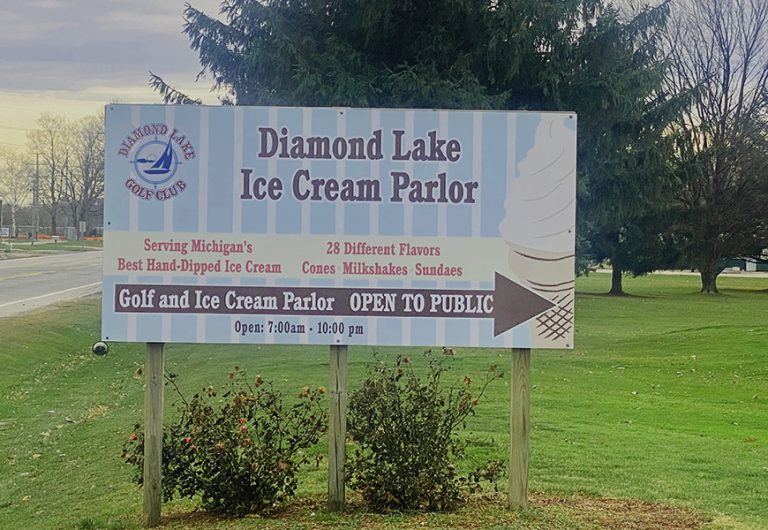 DIAMOND LAKE
GOLF CLUB
Diamond Lake
Ice Cream Parlor
Serving Michigan's
Best Hand-Dipped Ice Cream
28 Different Flavors
Cones Milkshakes Sundaes
Golf and Ice Cream Parlor OPEN TO PUBLIC
Open: 7:00am - 10:00 pm